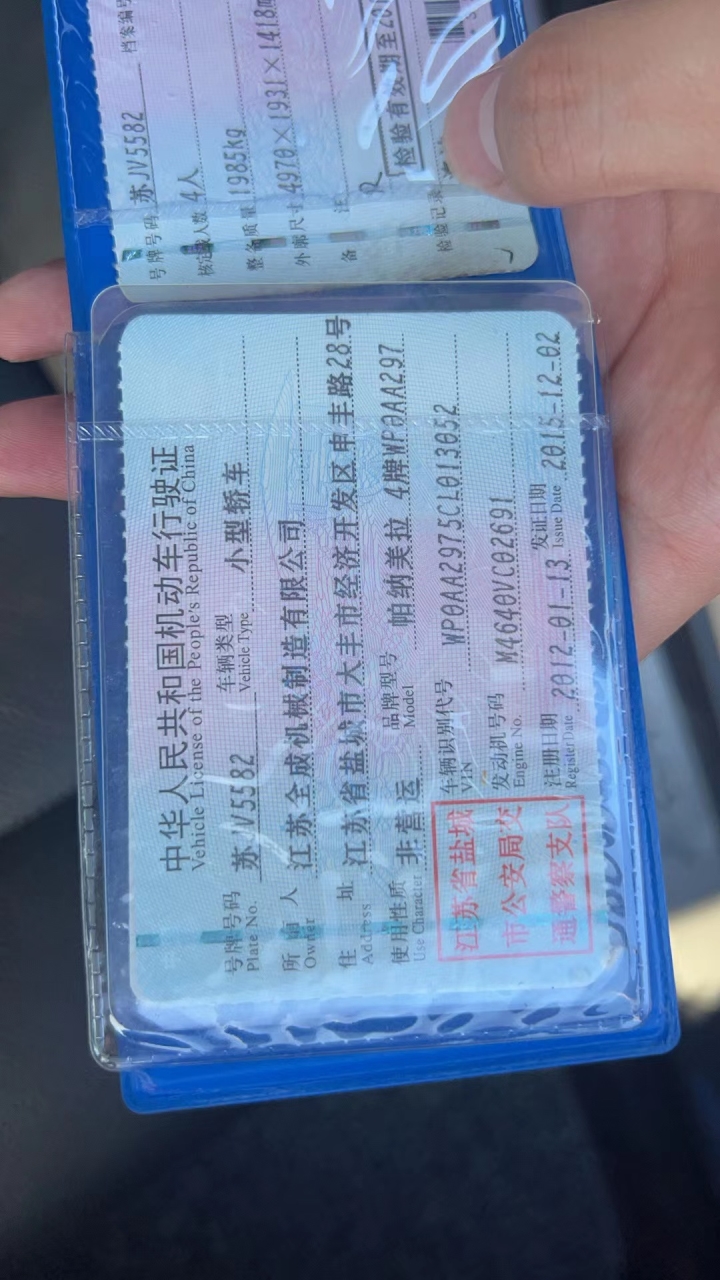 中华人民共和国机动车行驶证
Vehicle License of the People's Republic of China
号牌号码 苏JV5582 车辆类型 小型轿车
Plate No. Vehicle Type
所有人 江苏全成机械制造有限公司
Owner
住址 江苏省盐城市大丰市经济开发区申丰路28号
Address
使用性质 非营运 品牌型号 帕纳美拉 4牌WP0AA297
Use Character Model
江苏省盐城
市公安局交
通警察支队
车辆识别代号 WP0AA2975CL013052
VIN
发动机号码 M4640VC02691
Engine No.
注册日期 2012-01-13 发证日期 2015-12-02
Register Date Issue Date
号牌号码 苏JV5582 档案编号
核定载人数 4人
整备质量 1985kg
外廓尺寸 4970×1931×1418
备注
检验有效期至20
检验记录